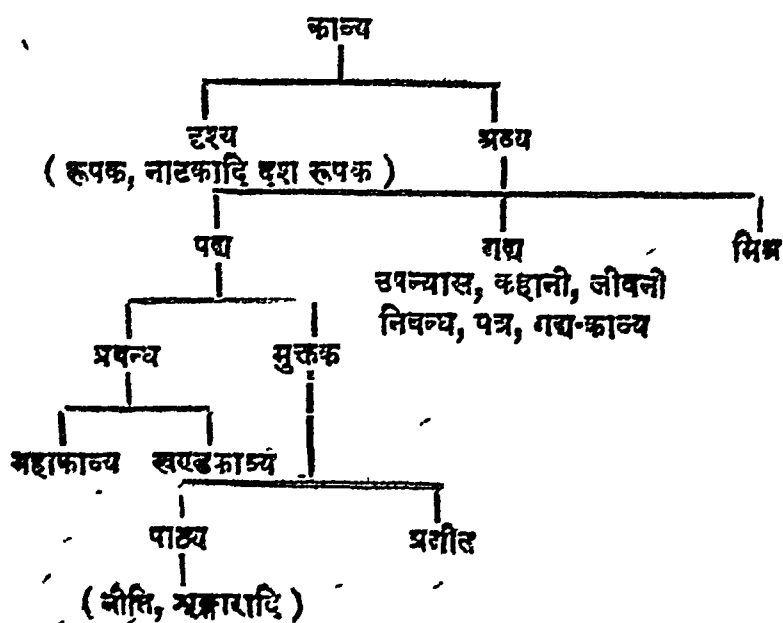 काव्य
दृश्य श्रव्य
( रूपक, नाटकादि दश रूपक )
पद्य गद्य मिश्र
उपन्यास, कहानी, जीवनी
निबन्ध, पत्र, गद्य-काव्य
प्रबन्ध मुक्तक
महाकाव्य खण्डकाव्य
पाठ्य प्रगीत
( नीति, शृङ्गारादि )